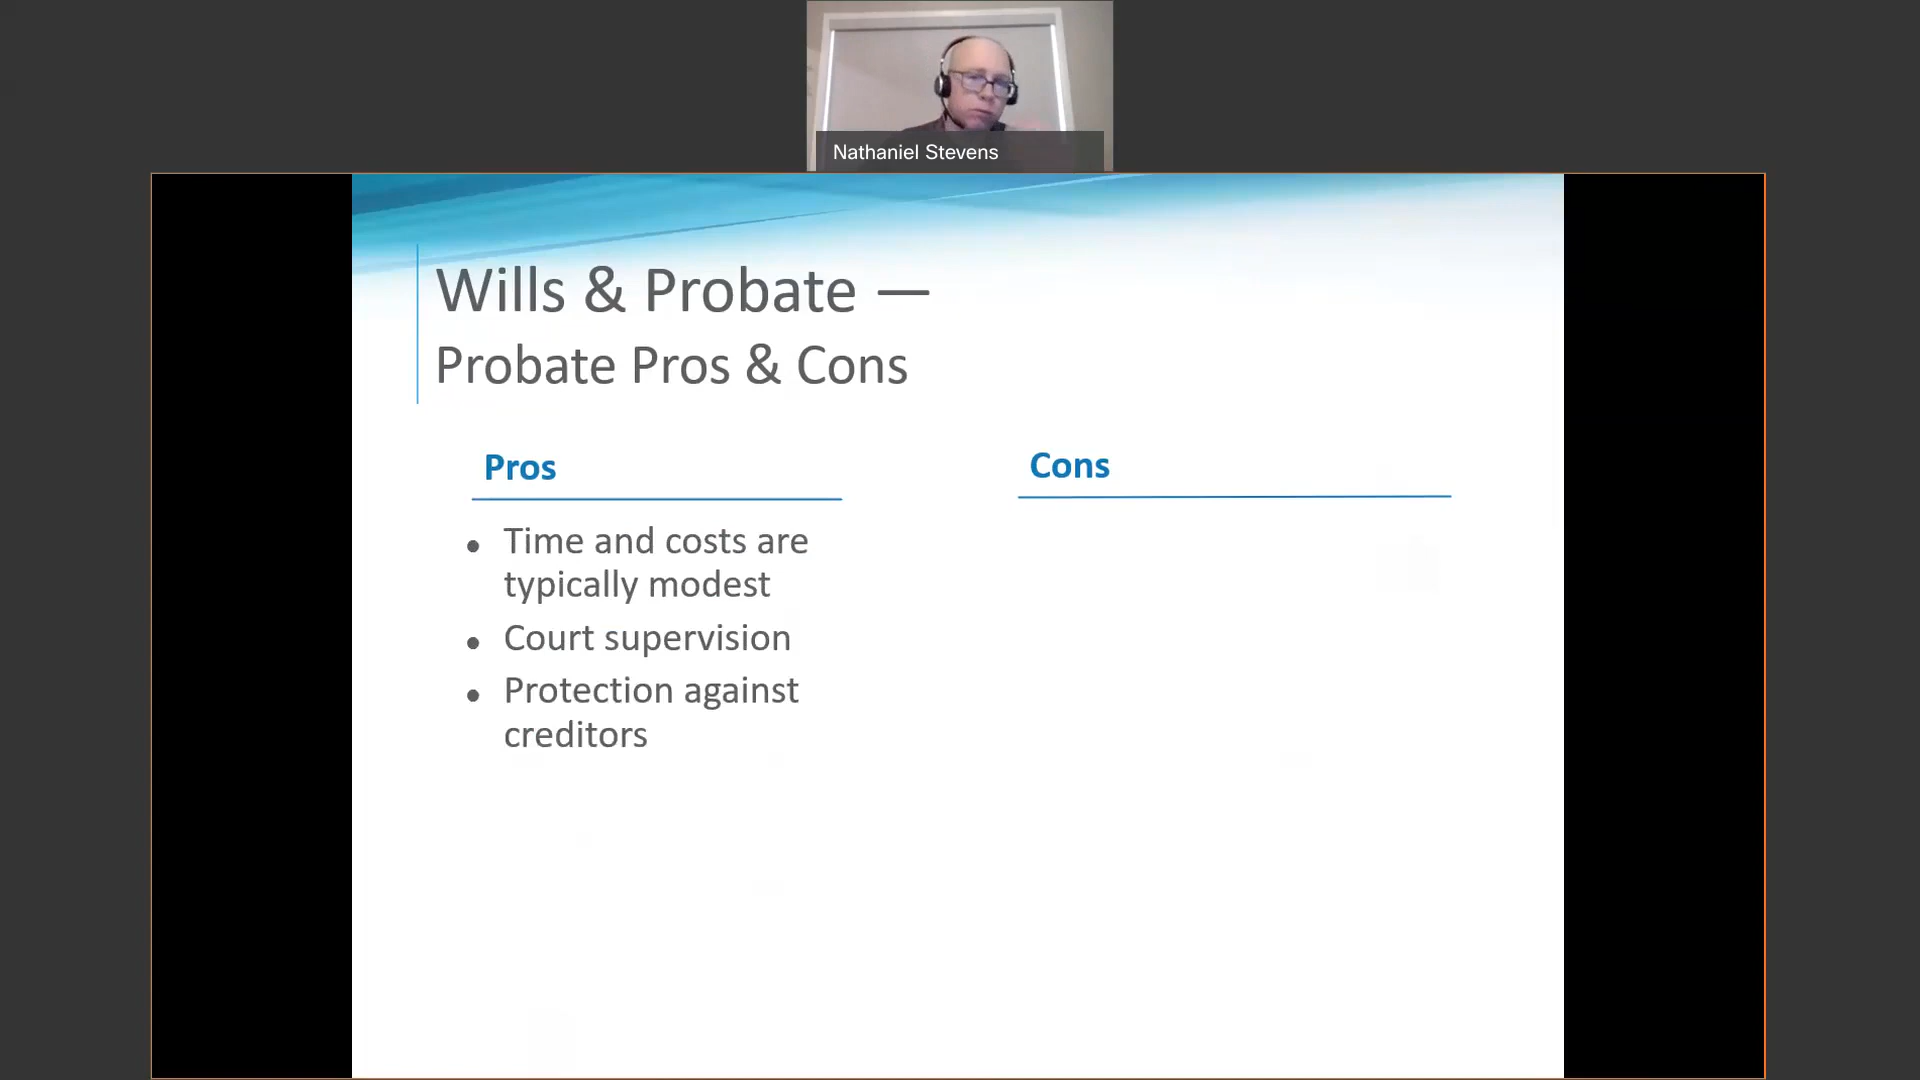 Nathaniel Stevens
Wills & Probate —
Probate Pros & Cons
Pros
Cons
• Time and costs are
typically modest
• Court supervision
• Protection against
creditors